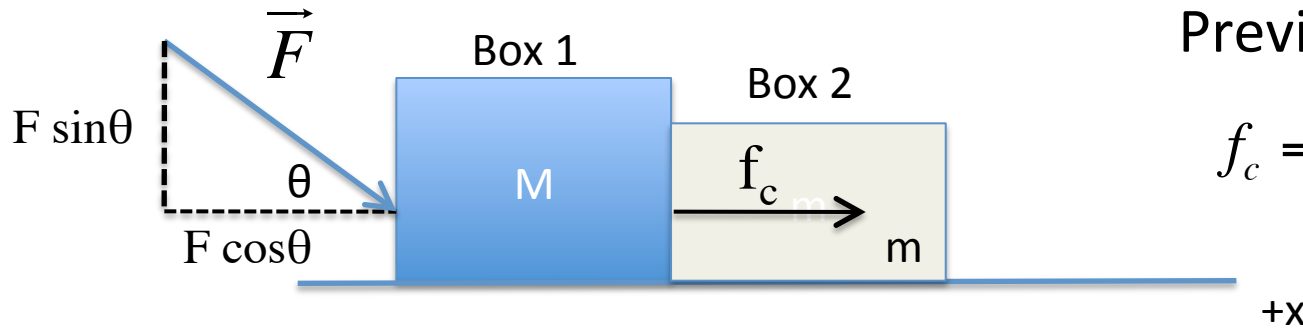 F
Box 1
Previ
Box 2
F sinθ
f_c =
θ
M
f_c
m
F cosθ
m
+x